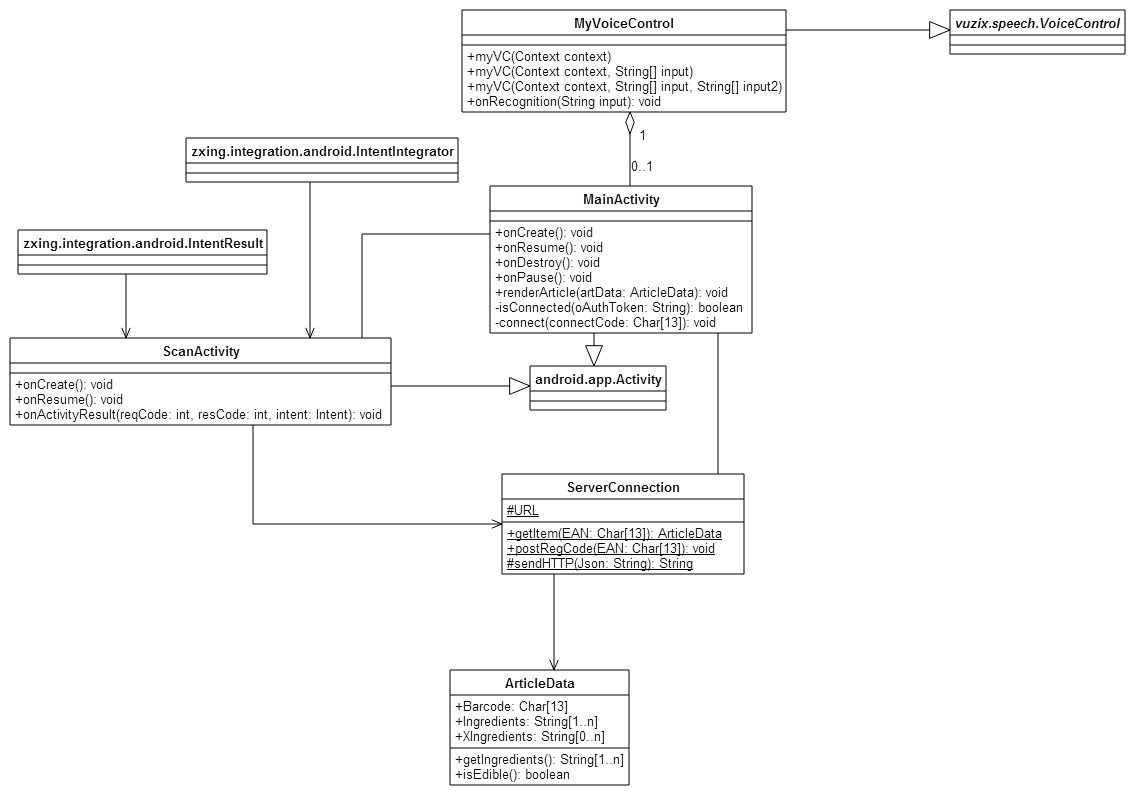 MyVoiceControl
+myVC(Context context)
+myVC(Context context, String[] input)
+myVC(Context context, String[] input, String[] input2)
+onRecognition(String input): void
vuzix.speech.VoiceControl
1
0..1
zxing.integration.android.IntentIntegrator
zxing.integration.android.IntentResult
MainActivity
+onCreate(): void
+onResume(): void
+onDestroy(): void
+onPause(): void
+renderArticle(artData: ArticleData): void
-isConnected(oAuthToken: String): boolean
-connect(connectCode: Char[13]): void
ScanActivity
+onCreate(): void
+onResume(): void
+onActivityResult(reqCode: int, resCode: int, intent: Intent): void
android.app.Activity
ServerConnection
#URL
+getItem(EAN: Char[13]): ArticleData
+postRegCode(EAN: Char[13]): void
#sendHTTP(Json: String): String
ArticleData
+Barcode: Char[13]
+Ingredients: String[1..n]
+XIngredients: String[0..n]
+getIngredients(): String[1..n]
+isEdible(): boolean